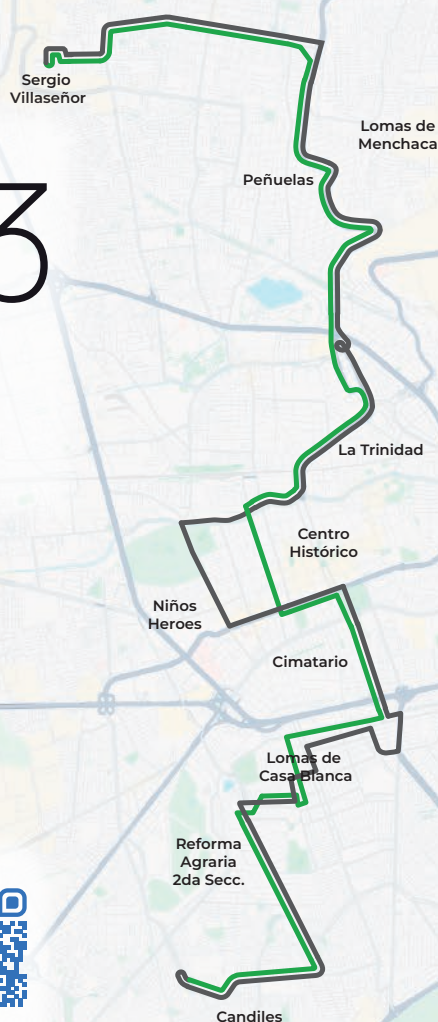 Sergio
Villaseñor
Lomas de
Menchaca
Peñuelas
3
La Trinidad
Centro
Histórico
Niños
Heroes
Cimatario
Lomas de
Casa Blanca
Reforma
Agraria
2da Secc.
Candiles